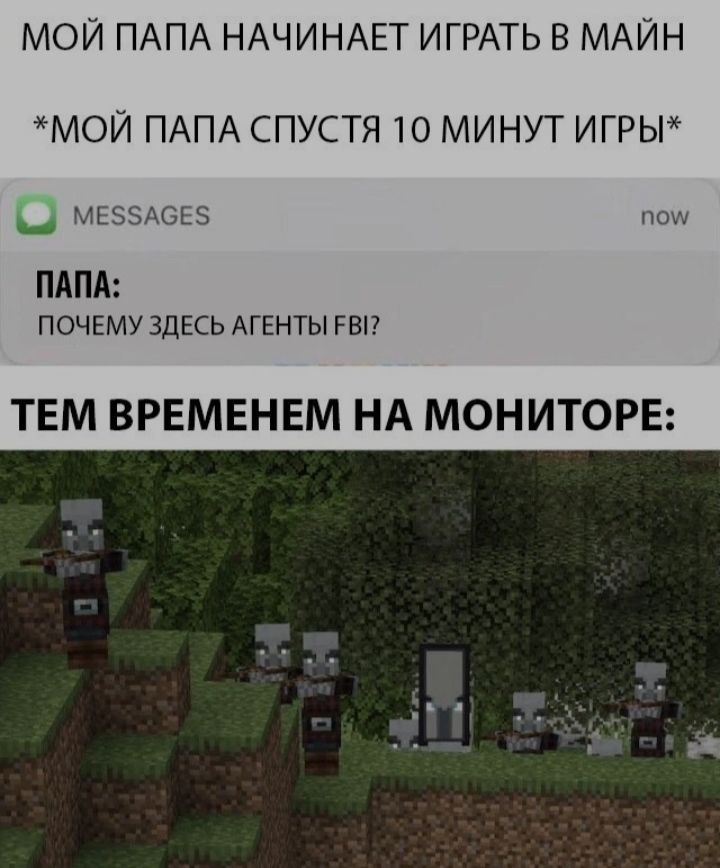 МОЙ ПАПА НАЧИНАЕТ ИГРАТЬ В МАЙН
*МОЙ ПАПА СПУСТЯ 10 МИНУТ ИГРЫ*
MESSAGES now
ПАПА:
ПОЧЕМУ ЗДЕСЬ АГЕНТЫ FBI?
ТЕМ ВРЕМЕНЕМ НА МОНИТОРЕ: